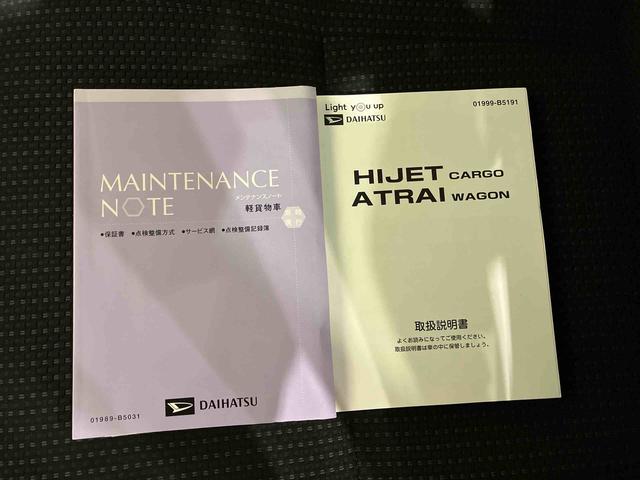 MAINTENANCE
NOTE
メンテナンスノート
軽貨物車
●保証書 ●点検整備方式 ●サービス網 ●点検整備記録簿
01989-B5031
DAIHATSU
Light you up
DAIHATSU
01999-B5191
HIJET CARGO
ATRAI WAGON
取扱説明書
よくお読みになってご使用ください。
取扱説明書は車の中に保管しましょう。